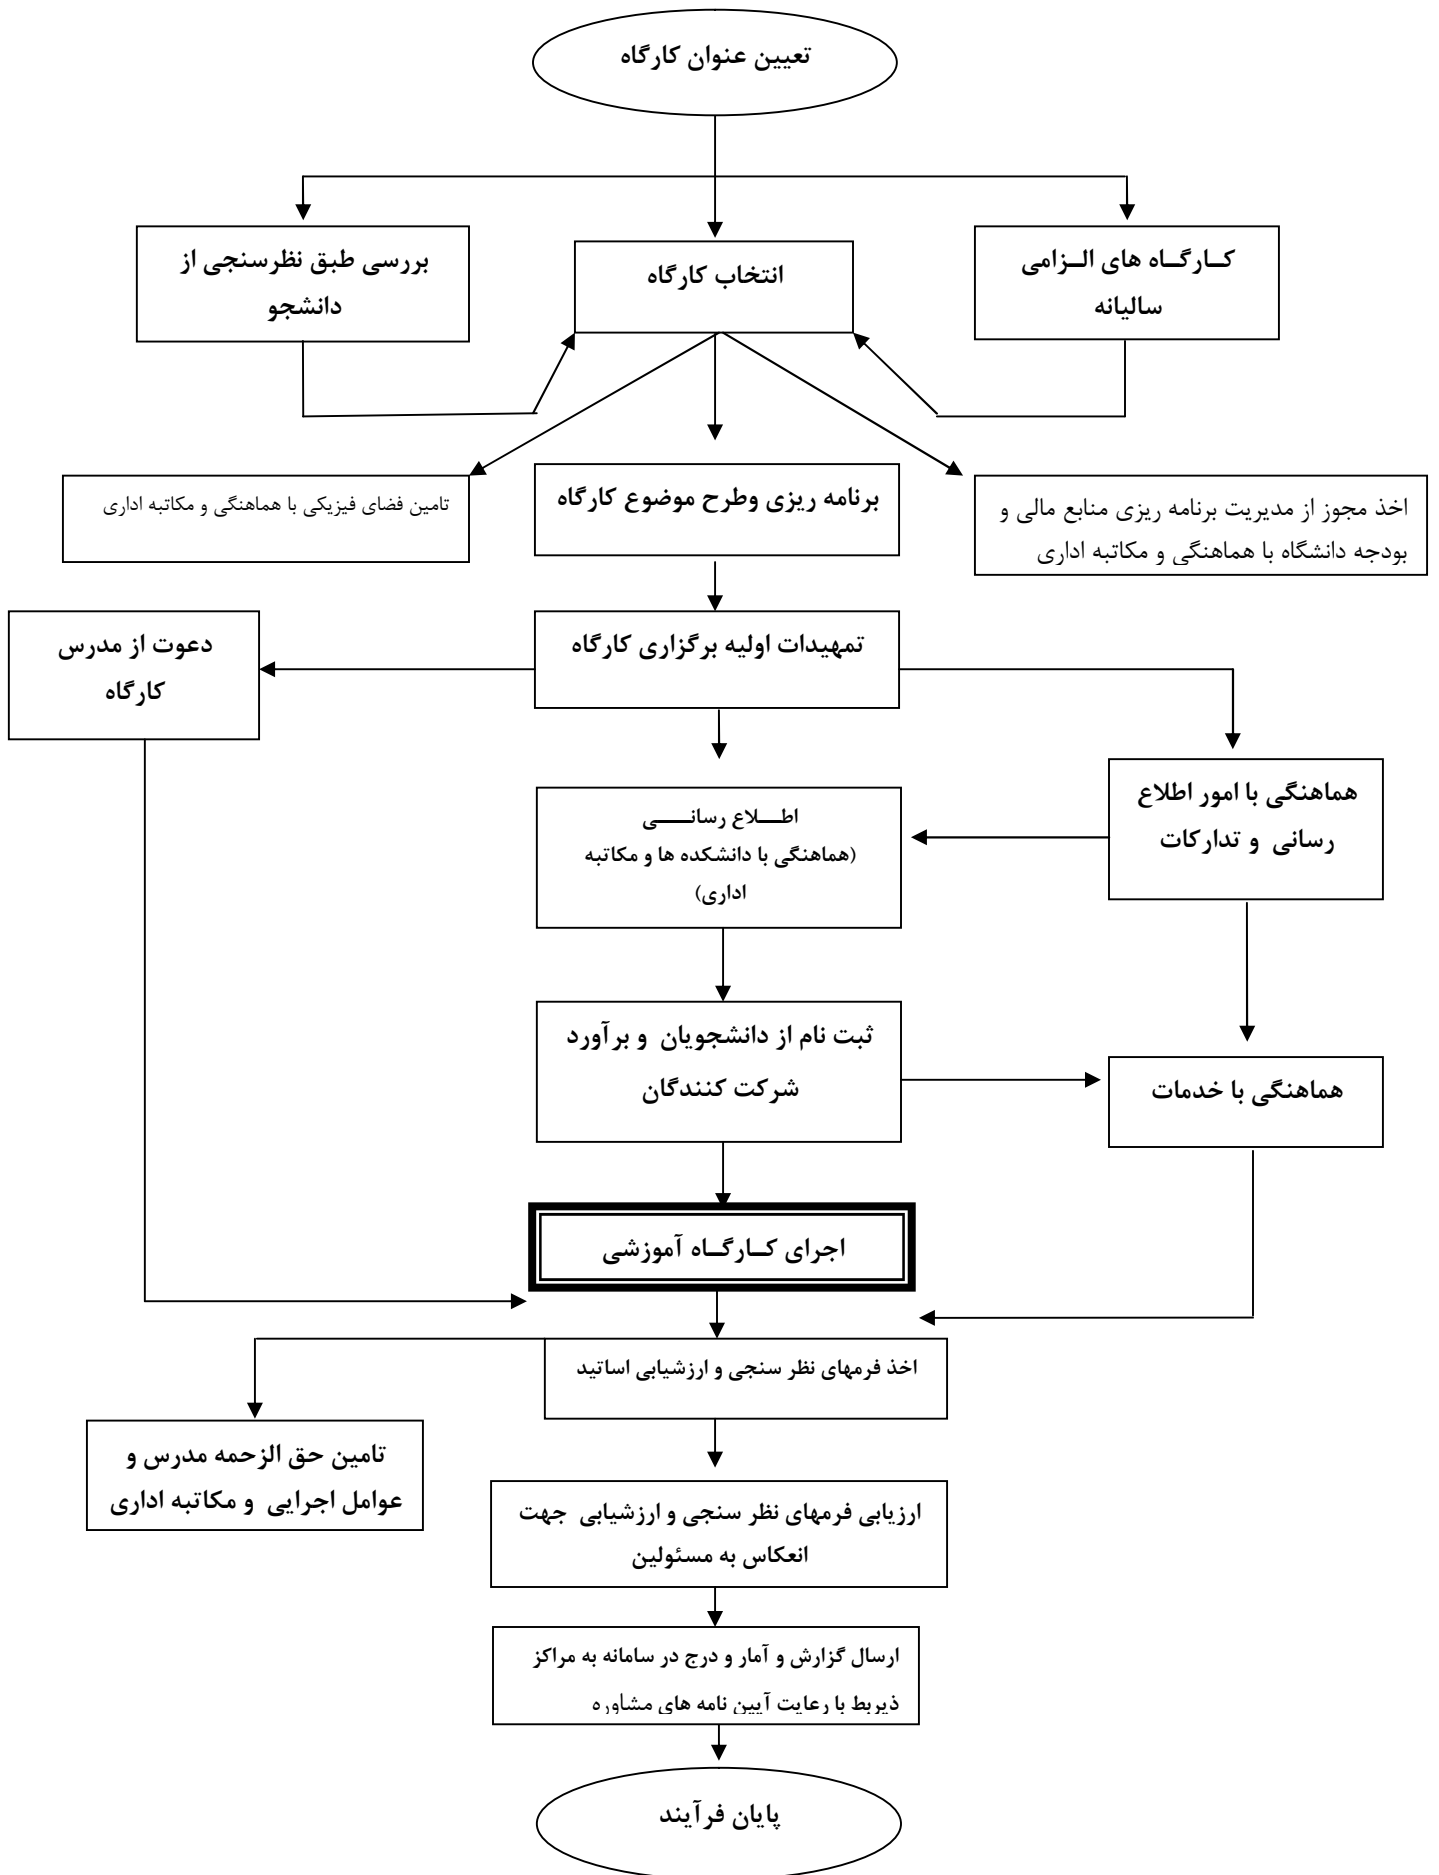 تعیین عنوان کارگاه
کـارگـاه های الـزامی
سالیانه
انتخاب کارگاه
بررسی طبق نظرسنجی از
دانشجو
اخذ مجوز از مدیریت برنامه ریزی منابع مالی و
بودجه دانشگاه با هماهنگی و مکاتبه اداری
برنامه ریزی وطرح موضوع کارگاه
تامین فضای فیزیکی با هماهنگی و مکاتبه اداری
تمهیدات اولیه برگزاری کارگاه
دعوت از مدرس
کارگاه
هماهنگی با امور اطلاع
رسانی و تدارکات
اطـــلاع رسانـــــی
(هماهنگی با دانشکده ها و مکاتبه
اداری)
ثبت نام از دانشجویان و برآورد
شرکت کنندگان
هماهنگی با خدمات
اجرای کـارگـاه آموزشی
اخذ فرمهای نظر سنجی و ارزشیابی اساتید
تامین حق الزحمه مدرس و
عوامل اجرایی و مکاتبه اداری
ارزیابی فرمهای نظر سنجی و ارزشیابی جهت
انعکاس به مسئولین
ارسال گزارش و آمار و درج در سامانه به مراکز
ذیربط با رعایت آیین نامه های مشاوره
پایان فرآیند